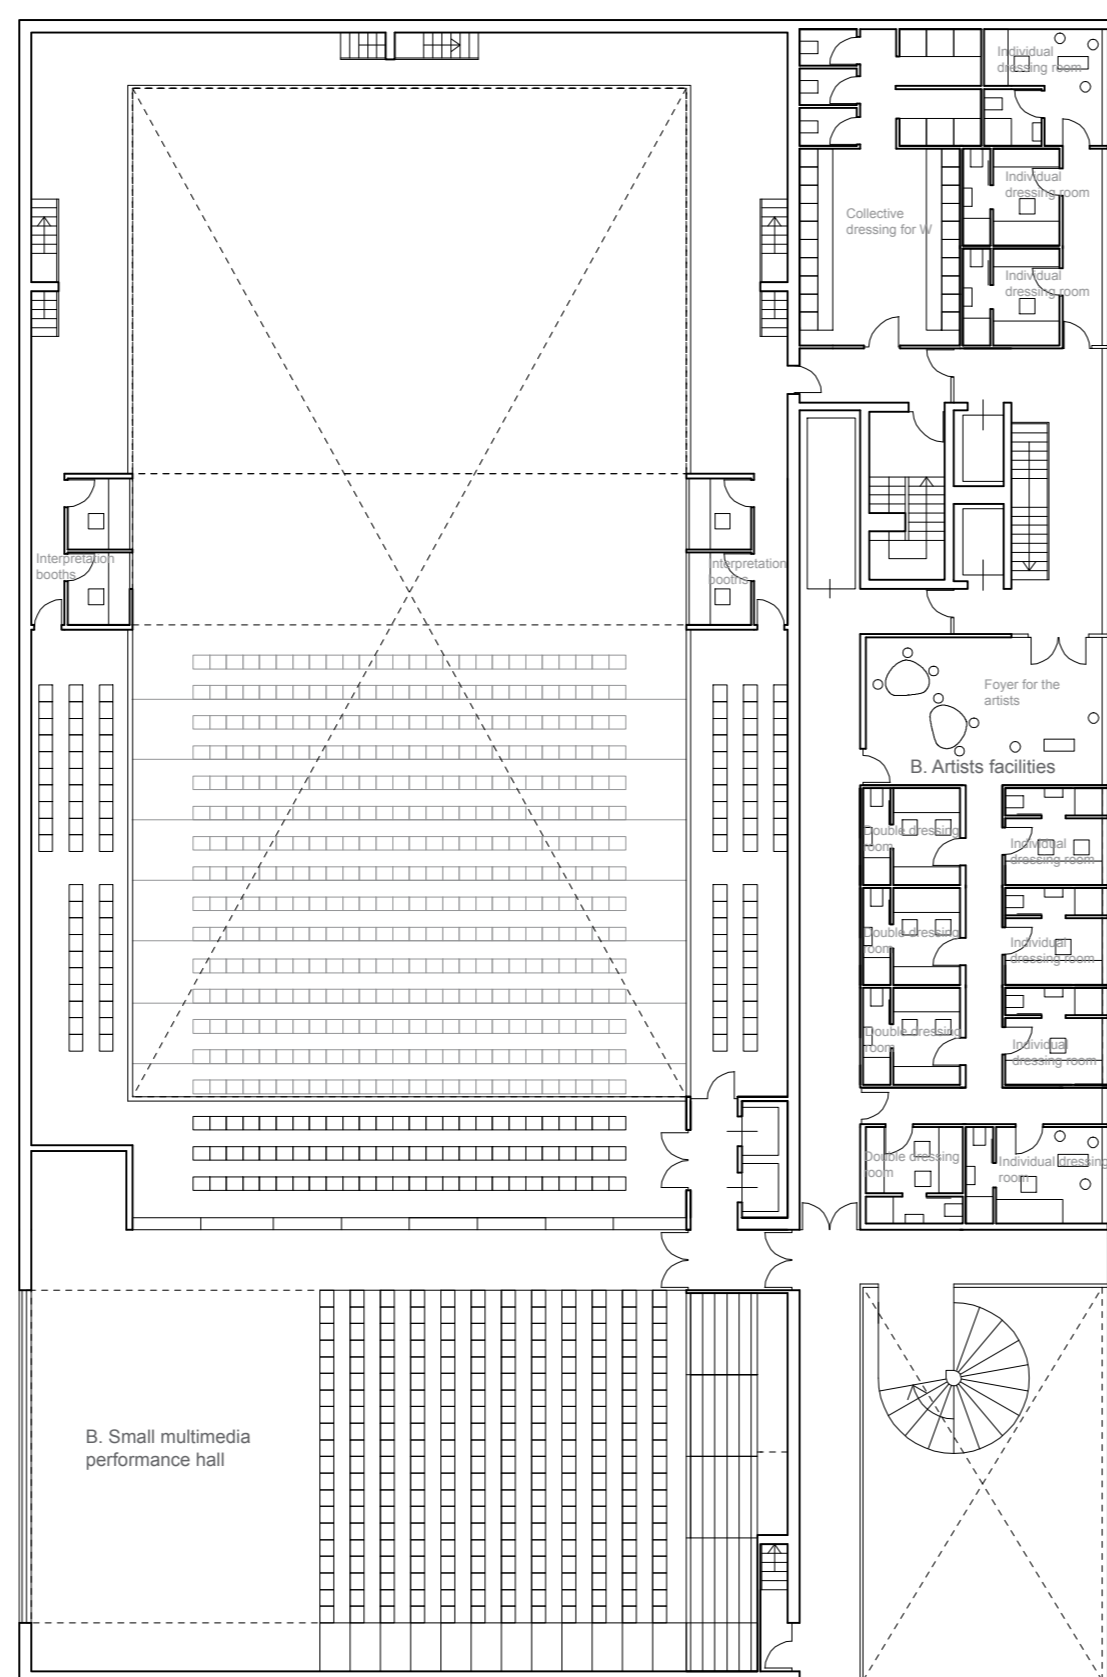 Individual
dressing room
Individual
dressing room
Collective
dressing for W
Individual
dressing room
Interpretation
booths
Interpretation
booths
Foyer for the
artists
B. Artists facilities
Double dressing
room
Individual
dressing room
Double dressing
room
Individual
dressing room
Double dressing
room
Individual
dressing room
Double dressing
room
Individual dressing
room
B. Small multimedia
performance hall